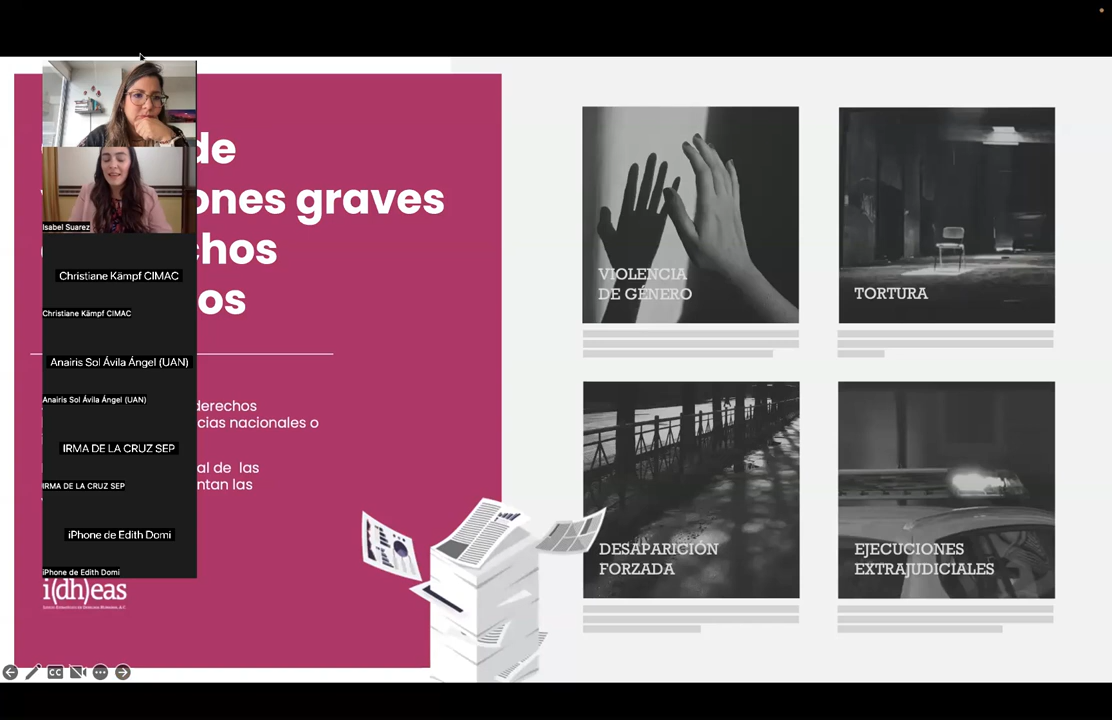 de
ones graves
chos
os
derechos
cias nacionales o
al de las
ntan las
Isabel Suarez
Christiane Kämpf CIMAC
Christiane Kämpf CIMAC
Anairis Sol Ávila Ángel (UAN)
Anairis Sol Ávila Ángel (UAN)
IRMA DE LA CRUZ SEP
IRMA DE LA CRUZ SEP
iPhone de Edith Domi
iPhone de Edith Domi
i(dh)eas
VIOLENCIA
DE GÉNERO
TORTURA
DESAPARICIÓN
FORZADA
EJECUCIONES
EXTRAJUDICIALES
CC